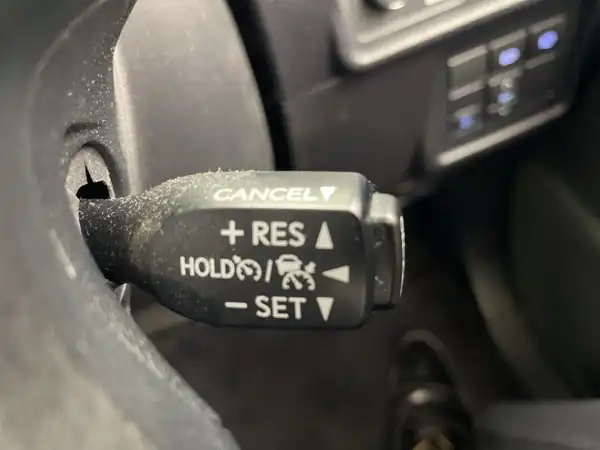 CANCEL▼
+ RES ▲
HOLD / ◀
− SET ▼